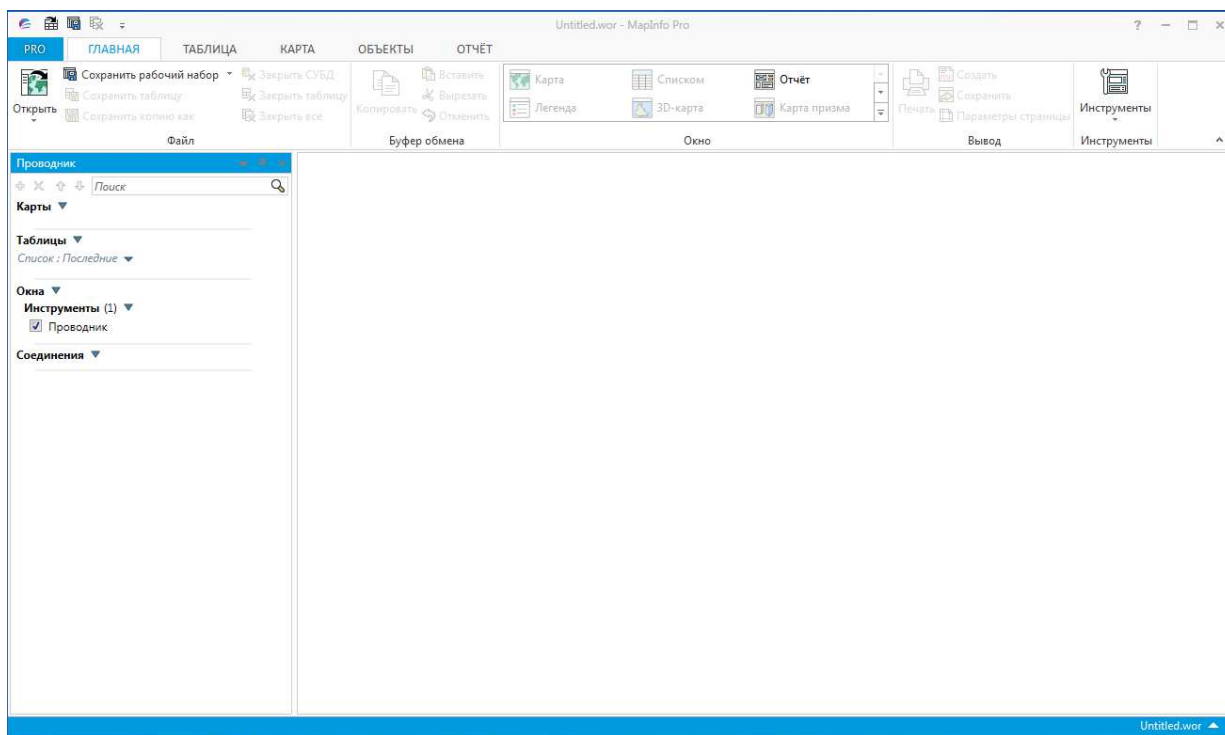 Untitled.wor - MapInfo Pro
?
PRO ГЛАВНАЯ ТАБЛИЦА КАРТА ОБЪЕКТЫ ОТЧЁТ
Открыть
Сохранить рабочий набор
Сохранить таблицу
Сохранить копию как
Закрыть СУБД
Закрыть таблицу
Закрыть все
Файл
Копировать
Вставить
Вырезать
Отменить
Буфер обмена
Карта Списком Отчёт
Легенда 3D-карта Карта призма
Окно
Печать
Создать
Сохранить
Параметры страницы
Вывод
Инструменты
Инструменты
Проводник
Поиск
Карты
Таблицы
Список : Последние
Окна
Инструменты (1)
Проводник
Соединения
Untitled.wor